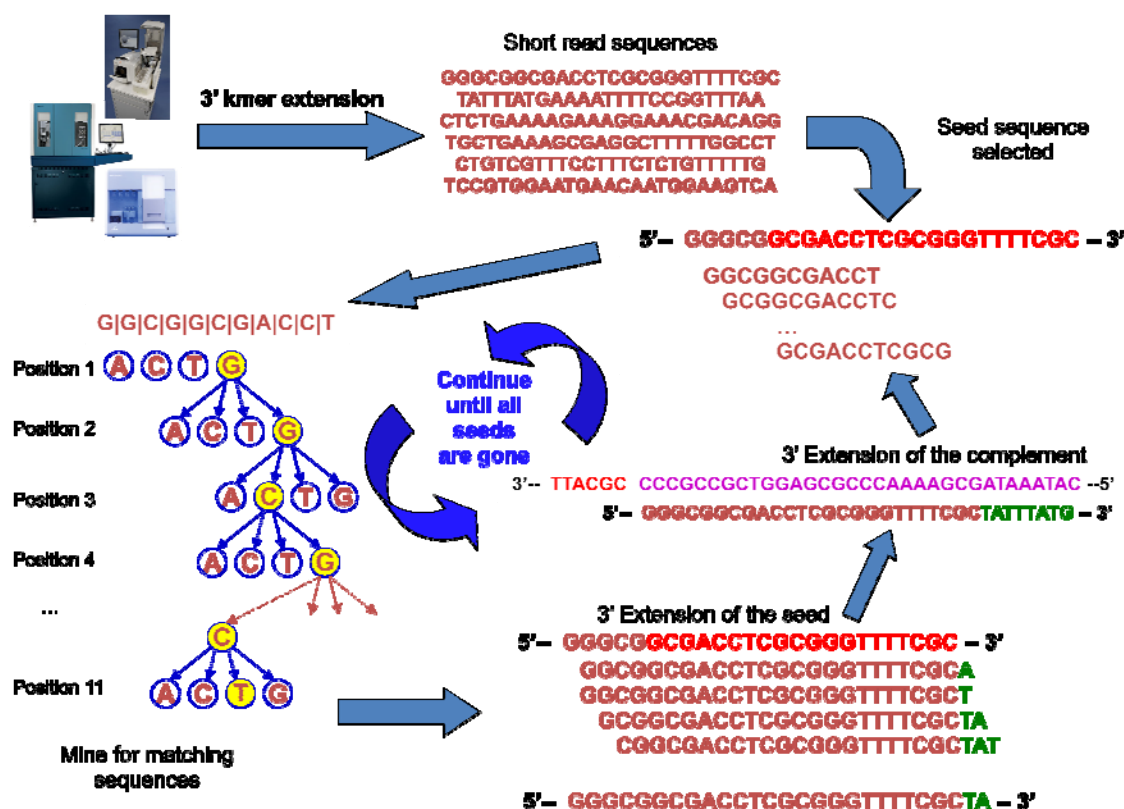 Short read sequences
GGGCGGCGACCTCGCGGGTTTTCGC
TATTTATGAAAATTTTCCGGTTTAA
CTCTGAAAAGAAAGGAAACGACAGG
TGCTGAAAGCGAGGCTTTTTGGCCT
CTGTCGTTTCCTTTCTCTGTTTTTG
TCCGTGGAATGAACAATGGAAGTCA
3’ kmer extension
Seed sequence
selected
5’– GGGCGGCGACCTCGCGGGTTTTCGC – 3’
GGCGGCGACCT
GCGGCGACCTC
...
GCGACCTCGCG
G|G|C|G|G|C|G|A|C|C|T
Position 1 A C T G
Position 2 A C T G
Position 3 A C T G
Position 4 A C T G
...
C
Position 11 A C T G
Mine for matching
sequences
Continue
until all
seeds
are gone
3’ Extension of the complement
3’-- TTACGC CCCGCCGCTGGAGCGCCCAAAAGCGATAAATAC --5’
5’– GGGCGGCGACCTCGCGGGTTTTCGCTATTTATG – 3’
3’ Extension of the seed
5’– GGGCGGCGACCTCGCGGGTTTTCGC – 3’
GGCGGCGACCTCGCGGGTTTTCGCA
GGCGGCGACCTCGCGGGTTTTCGCT
GCGGCGACCTCGCGGGTTTTCGCTA
CGGCGACCTCGCGGGTTTTCGCTAT
5’– GGGCGGCGACCTCGCGGGTTTTCGCTA – 3’